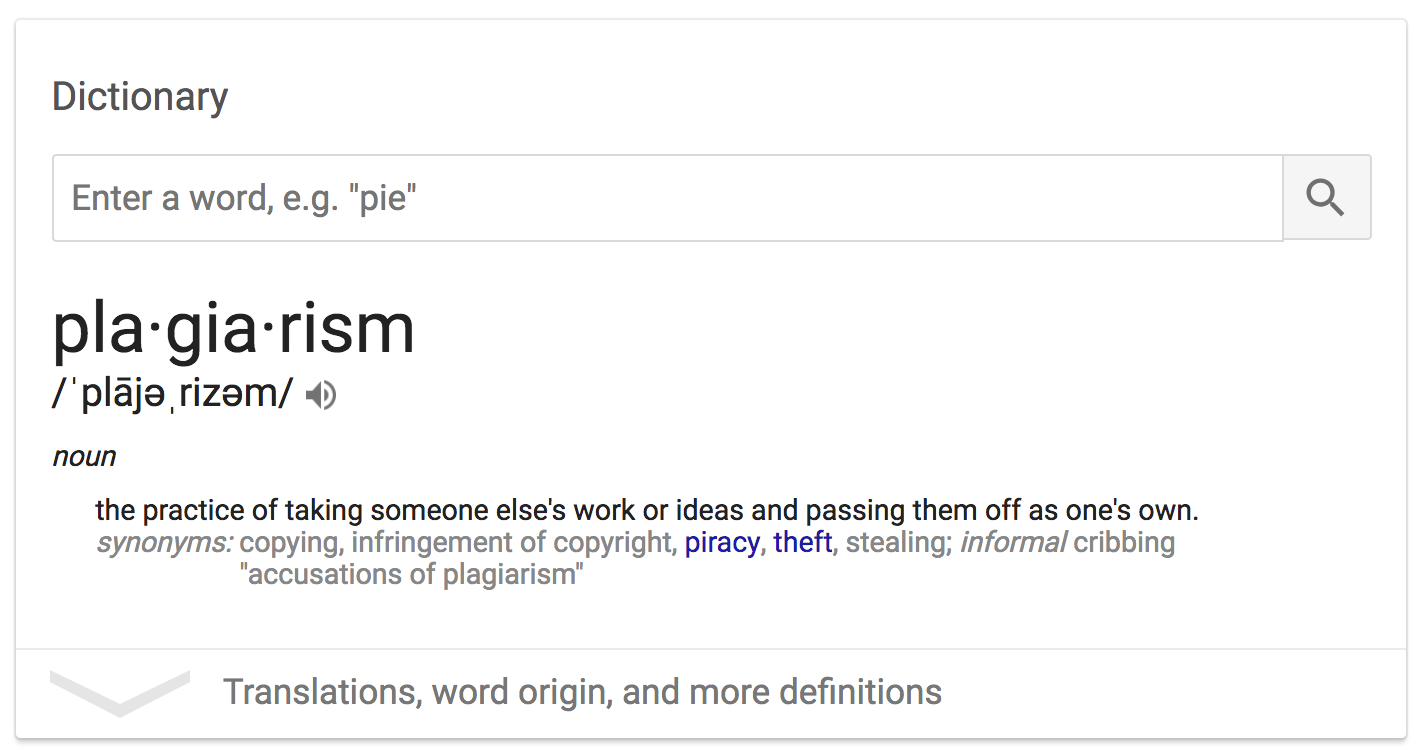 Dictionary
Enter a word, e.g. "pie"
pla·gia·rism
/ˈplājəˌrizəm/
noun
the practice of taking someone else's work or ideas and passing them off as one's own.
synonyms: copying, infringement of copyright, piracy, theft, stealing; informal cribbing
"accusations of plagiarism"
Translations, word origin, and more definitions